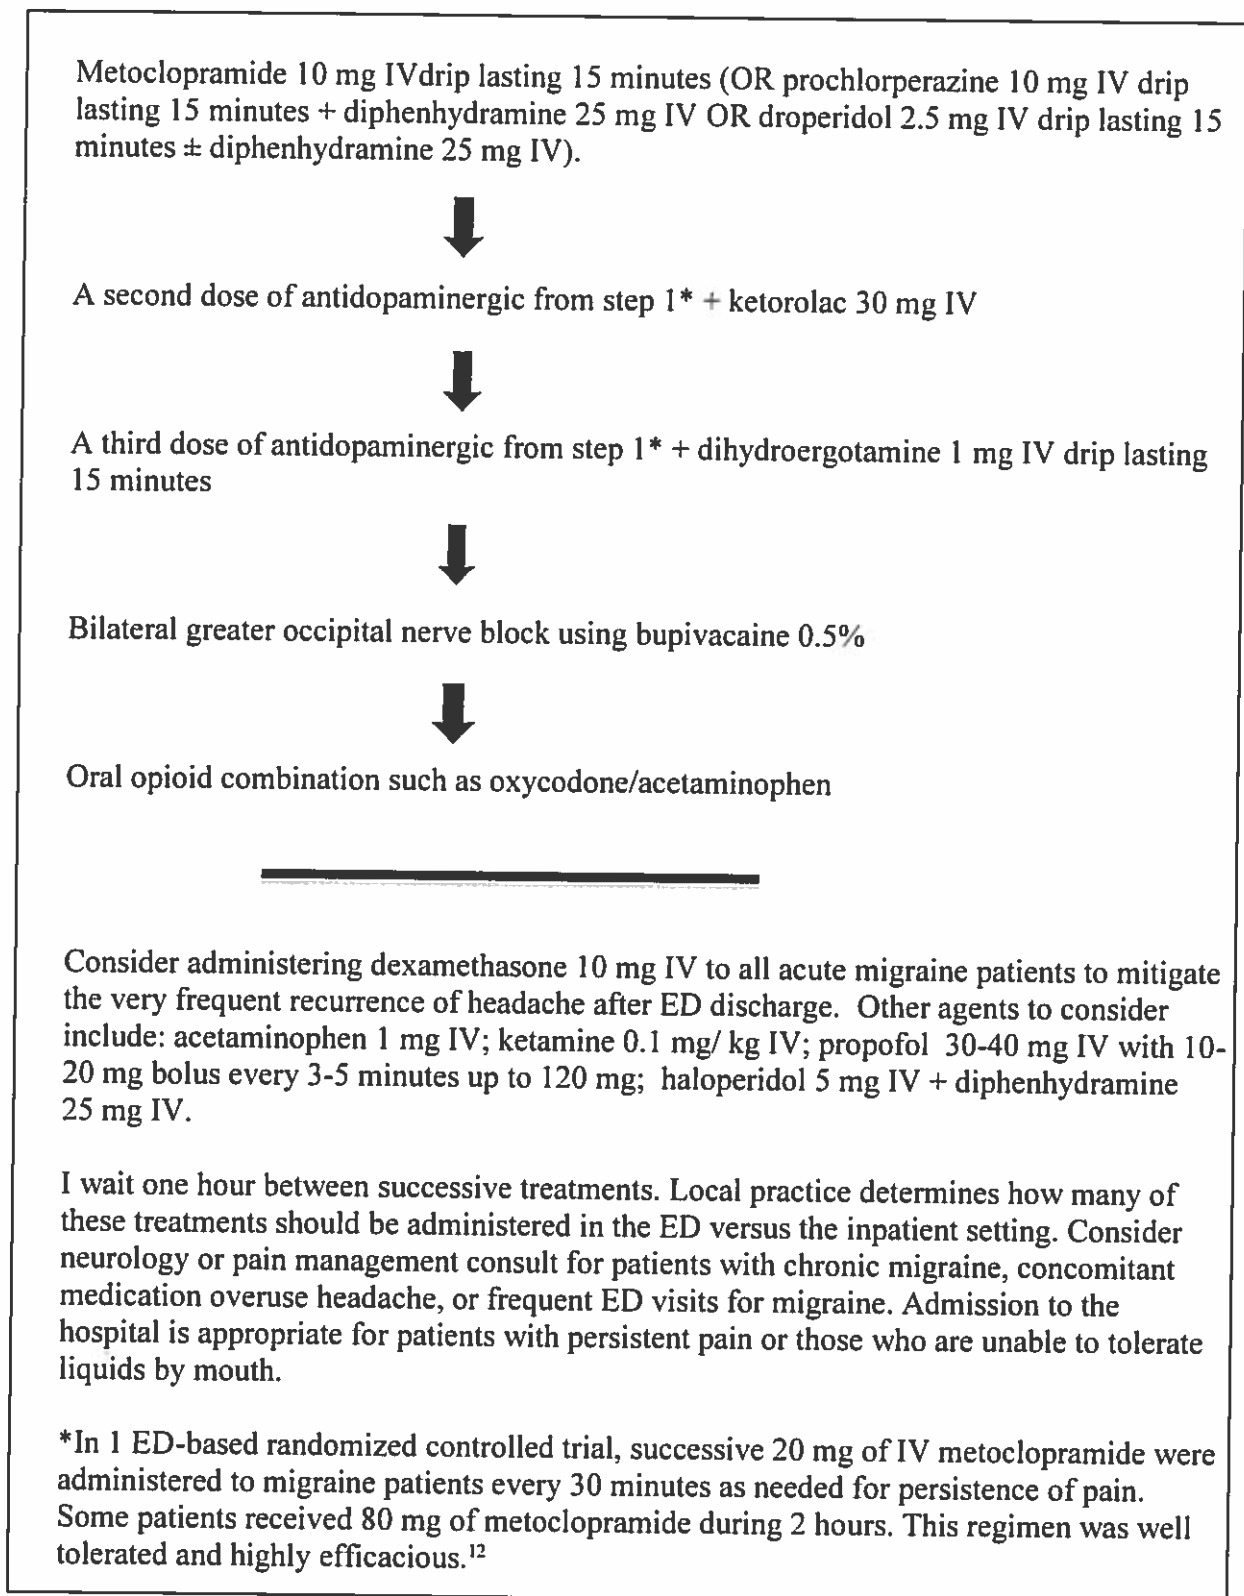 Metoclopramide 10 mg IVdrip lasting 15 minutes (OR prochlorperazine 10 mg IV drip
lasting 15 minutes + diphenhydramine 25 mg IV OR droperidol 2.5 mg IV drip lasting 15
minutes ± diphenhydramine 25 mg IV).
A second dose of antidopaminergic from step 1* + ketorolac 30 mg IV
A third dose of antidopaminergic from step 1* + dihydroergotamine 1 mg IV drip lasting
15 minutes
Bilateral greater occipital nerve block using bupivacaine 0.5%
Oral opioid combination such as oxycodone/acetaminophen
Consider administering dexamethasone 10 mg IV to all acute migraine patients to mitigate
the very frequent recurrence of headache after ED discharge.  Other agents to consider
include: acetaminophen 1 mg IV; ketamine 0.1 mg/ kg IV; propofol  30-40 mg IV with 10-
20 mg bolus every 3-5 minutes up to 120 mg;  haloperidol 5 mg IV + diphenhydramine
25 mg IV.
I wait one hour between successive treatments. Local practice determines how many of
these treatments should be administered in the ED versus the inpatient setting. Consider
neurology or pain management consult for patients with chronic migraine, concomitant
medication overuse headache, or frequent ED visits for migraine. Admission to the
hospital is appropriate for patients with persistent pain or those who are unable to tolerate
liquids by mouth.
*In 1 ED-based randomized controlled trial, successive 20 mg of IV metoclopramide were
administered to migraine patients every 30 minutes as needed for persistence of pain.
Some patients received 80 mg of metoclopramide during 2 hours. This regimen was well
tolerated and highly efficacious.¹²